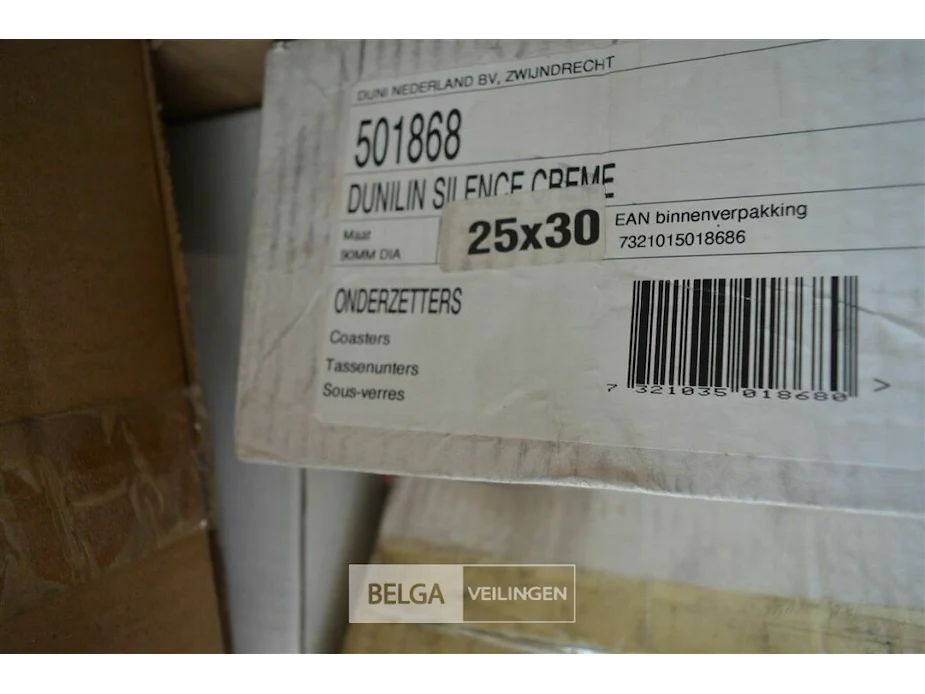 DUNI NEDERLAND BV, ZWIJNDRECHT
501868
DUNILIN SILENCE CREME
Maat
90MM DIA
25x30
EAN binnenverpakking
7321015018686
ONDERZETTERS
Coasters
Tassenunters
Sous-verres
7 321035 018680 >
BELGA VEILINGEN